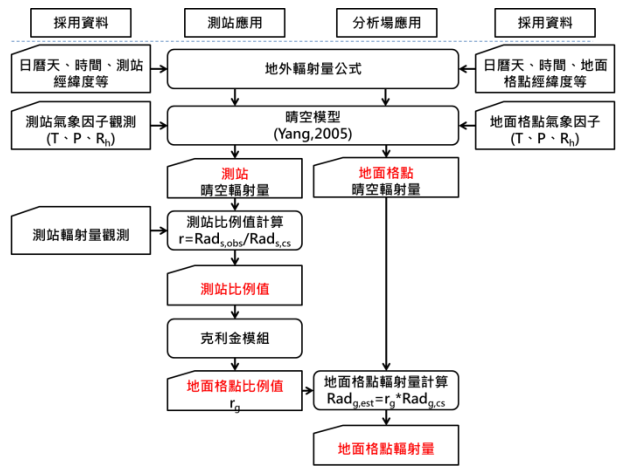 採用資料
測站應用
分析場應用
採用資料
日曆天、時間、測站
經緯度等
地外輻射量公式
日曆天、時間、地面
格點經緯度等
測站氣象因子觀測
(T、P、Rh)
晴空模型
(Yang,2005)
地面格點氣象因子
(T、P、Rh)
測站
晴空輻射量
地面格點
晴空輻射量
測站輻射量觀測
測站比例值計算
r=Rads,obs/Rads,cs
測站比例值
克利金模組
地面格點比例值
rg
地面格點輻射量計算
Radg,est=rg*Radg,cs
地面格點輻射量